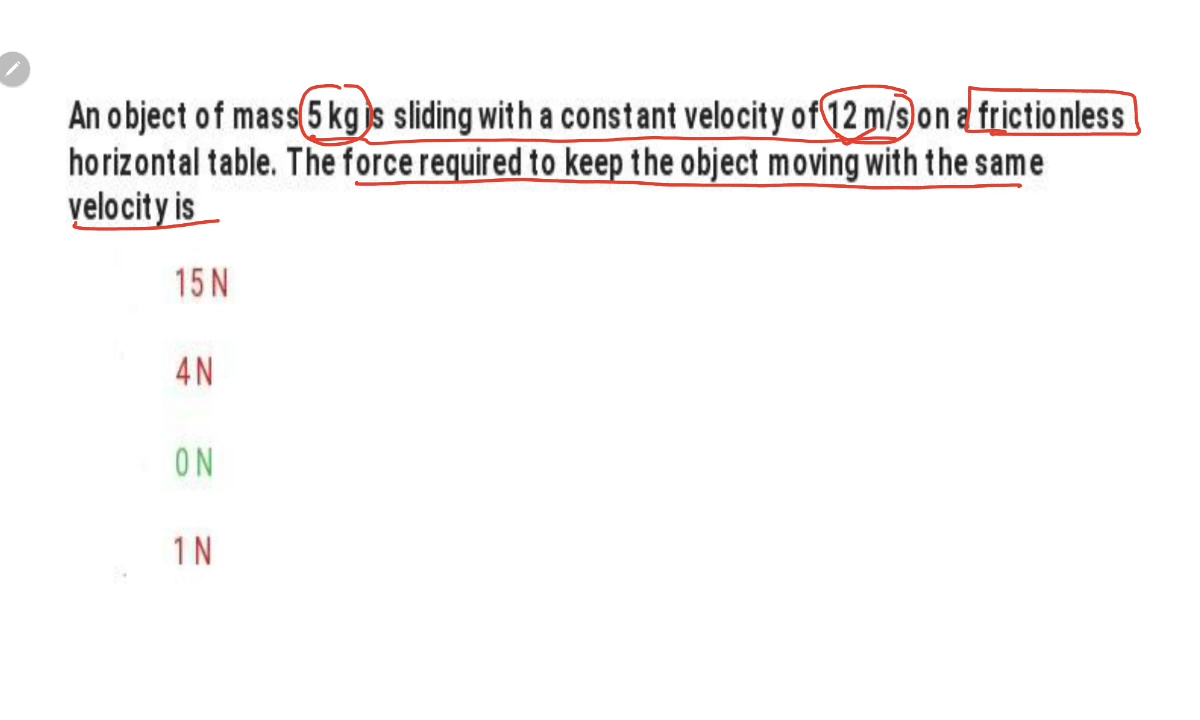 An object of mass 5 kg is sliding with a constant velocity of 12 m/s on a frictionless
horizontal table. The force required to keep the object moving with the same
velocity is
15 N
4 N
0 N
1 N